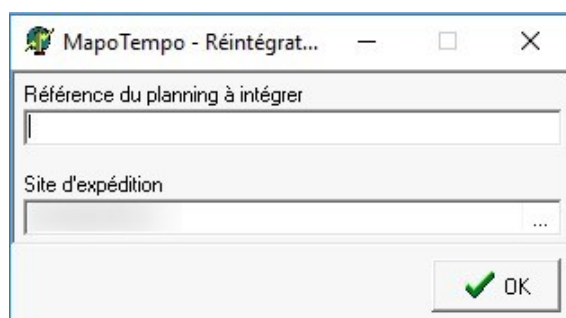 MapoTempo - Réintégrat...
Référence du planning à intégrer
Site d'expédition
...
OK